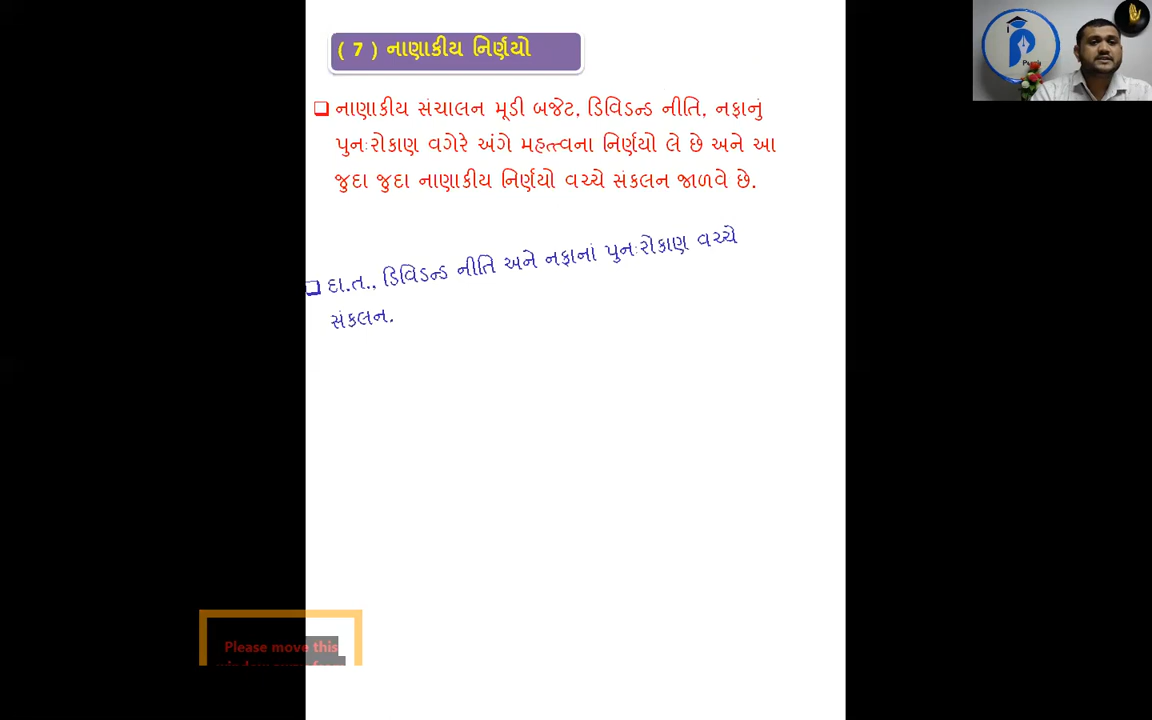 ( 7 ) નાણાકીય નિર્ણયો
❑ નાણાકીય સંચાલન મૂડી બજેટ, ડિવિડન્ડ નીતિ, નફાનું
પુનઃરોકાણ વગેરે અંગે મહત્ત્વના નિર્ણયો લે છે અને આ
જુદા જુદા નાણાકીય નિર્ણયો વચ્ચે સંકલન જાળવે છે.
❑ દા.ત., ડિવિડન્ડ નીતિ અને નફાનાં પુનઃરોકાણ વચ્ચે
સંકલન.
Please move this